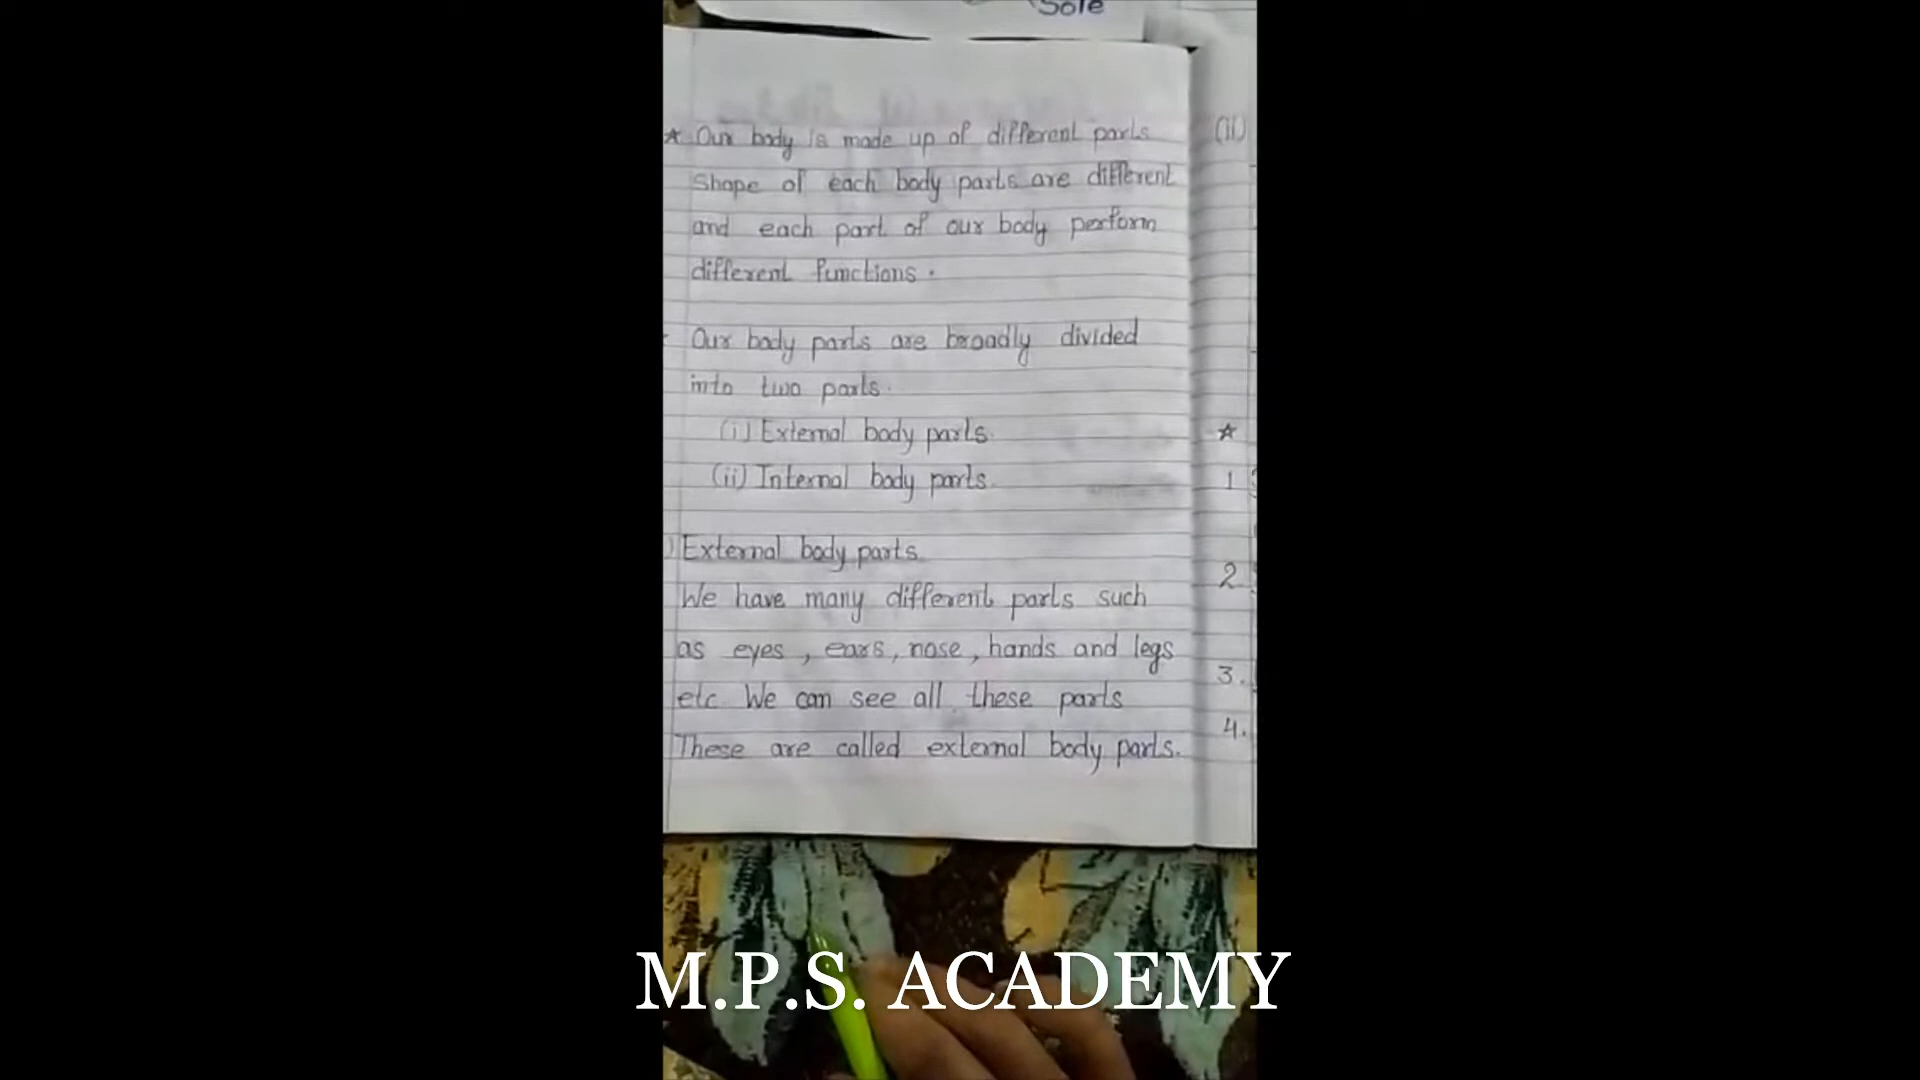 Sole
☆ Our body is made up of different parts
Shape of each body parts are different
and each part of our body perform
different functions.
Our body parts are broadly divided
into two parts.
(i) External body parts.
(ii) Internal body parts.
) External body parts.
We have many different parts such
as eyes, ears, nose, hands and legs
etc. We can see all these parts
These are called external body parts.
(ii)
☆
1
2
3.
4.
M.P.S. ACADEMY